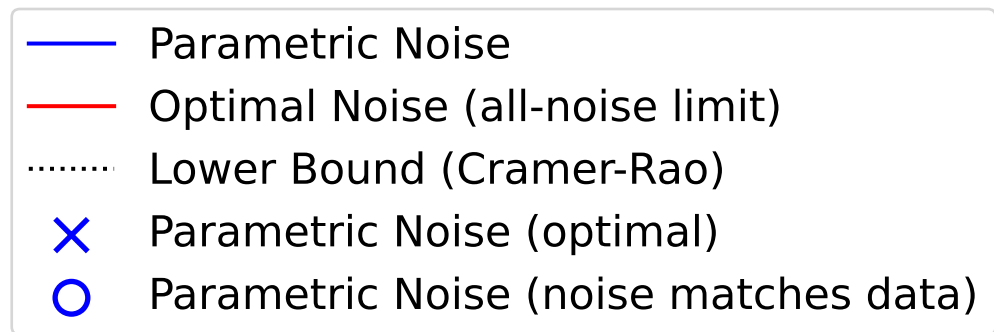 Parametric Noise
Optimal Noise (all-noise limit)
Lower Bound (Cramer-Rao)
Parametric Noise (optimal)
Parametric Noise (noise matches data)